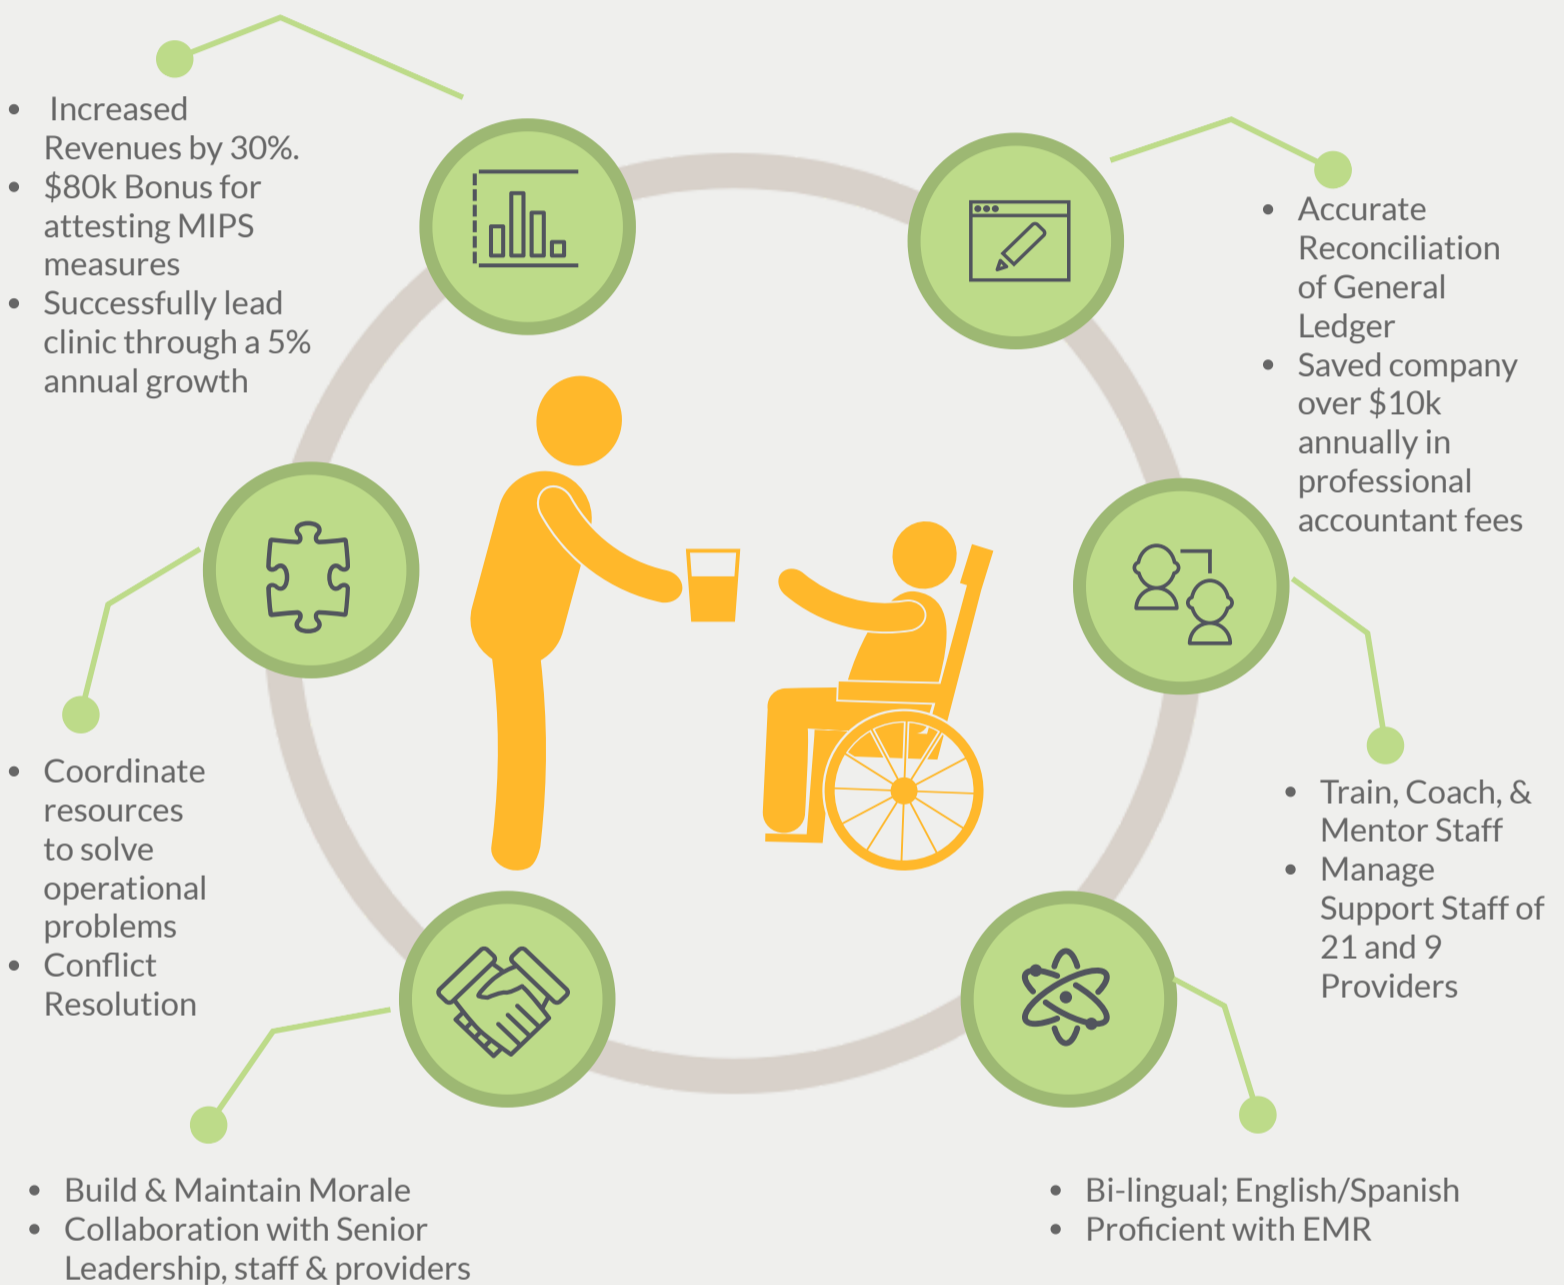 • Increased
Revenues by 30%.
• $80k Bonus for
attesting MIPS
measures
• Successfully lead
clinic through a 5%
annual growth
• Accurate
Reconciliation
of General
Ledger
• Saved company
over $10k
annually in
professional
accountant fees
• Coordinate
resources
to solve
operational
problems
• Conflict
Resolution
• Train, Coach, &
Mentor Staff
• Manage
Support Staff of
21 and 9
Providers
• Build & Maintain Morale
• Collaboration with Senior
Leadership, staff & providers
• Bi-lingual; English/Spanish
• Proficient with EMR